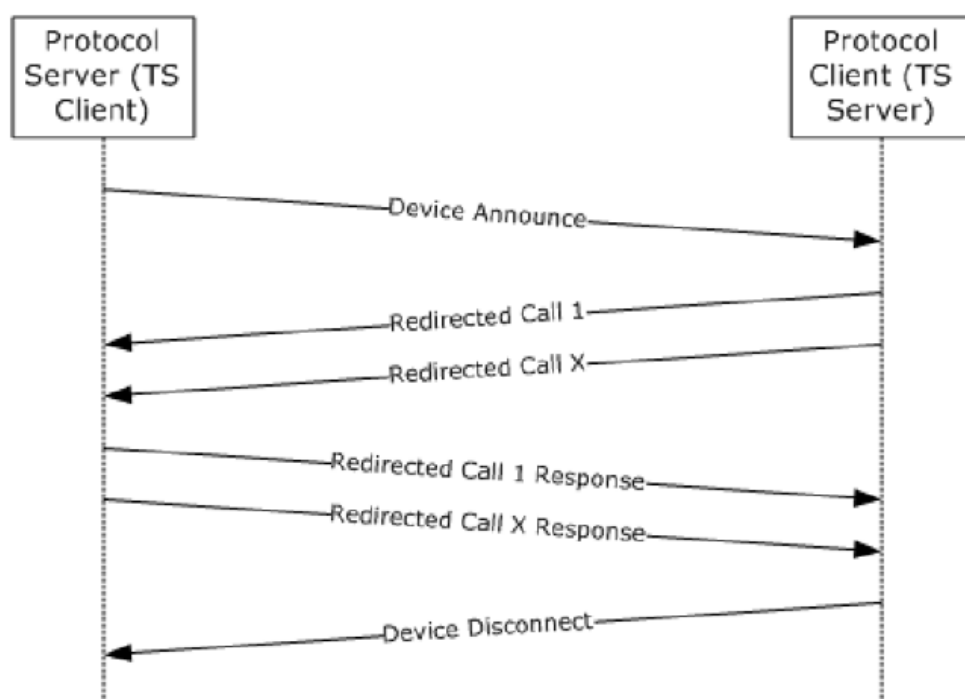 Protocol
Server (TS
Client)
Protocol
Client (TS
Server)
Device Announce
Redirected Call 1
Redirected Call X
Redirected Call 1 Response
Redirected Call X Response
Device Disconnect